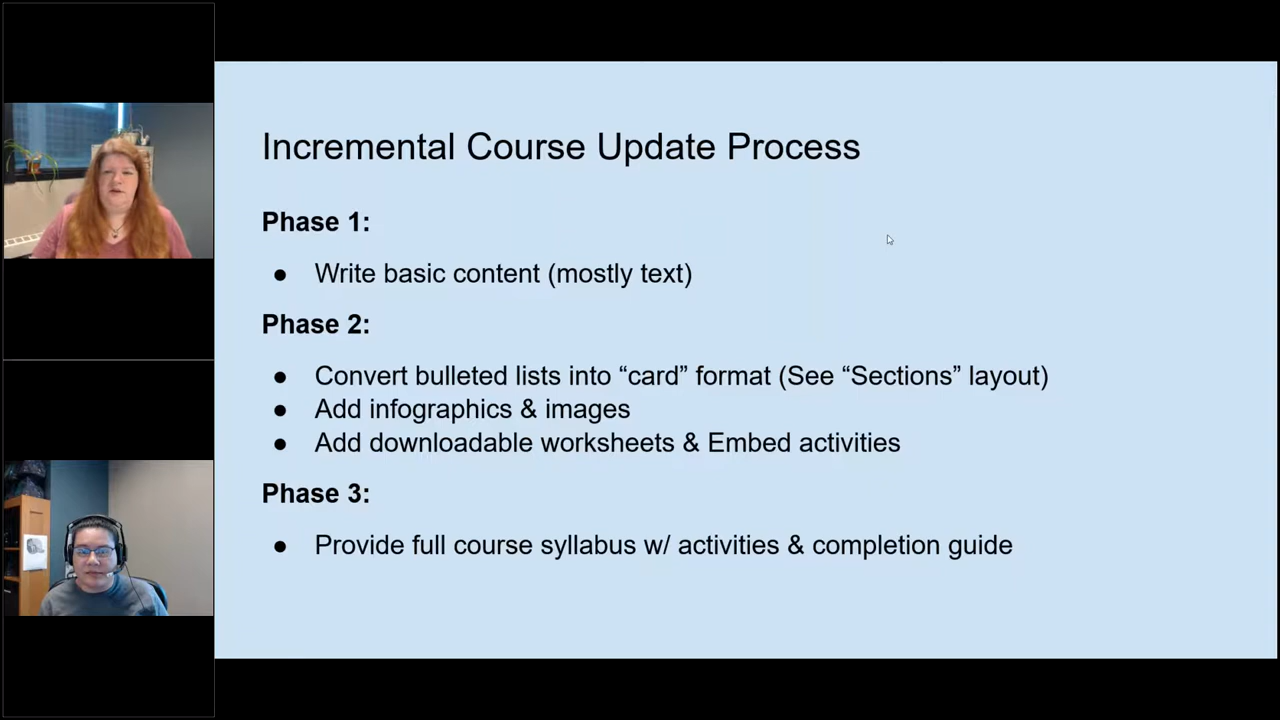 Incremental Course Update Process
Phase 1:
● Write basic content (mostly text)
Phase 2:
● Convert bulleted lists into “card” format (See “Sections” layout)
● Add infographics & images
● Add downloadable worksheets & Embed activities
Phase 3:
● Provide full course syllabus w/ activities & completion guide